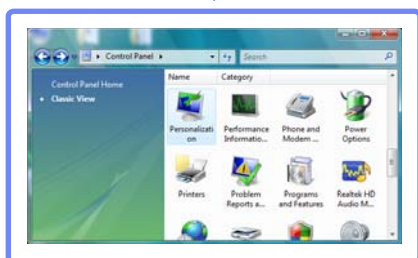 Control Panel
Search
Control Panel Home
Classic View
Name Category
Personalizati
on
Performance
Informatio...
Phone and
Modem ...
Power
Options
Printers
Problem
Reports a...
Programs
and Features
Realtek HD
Audio M...